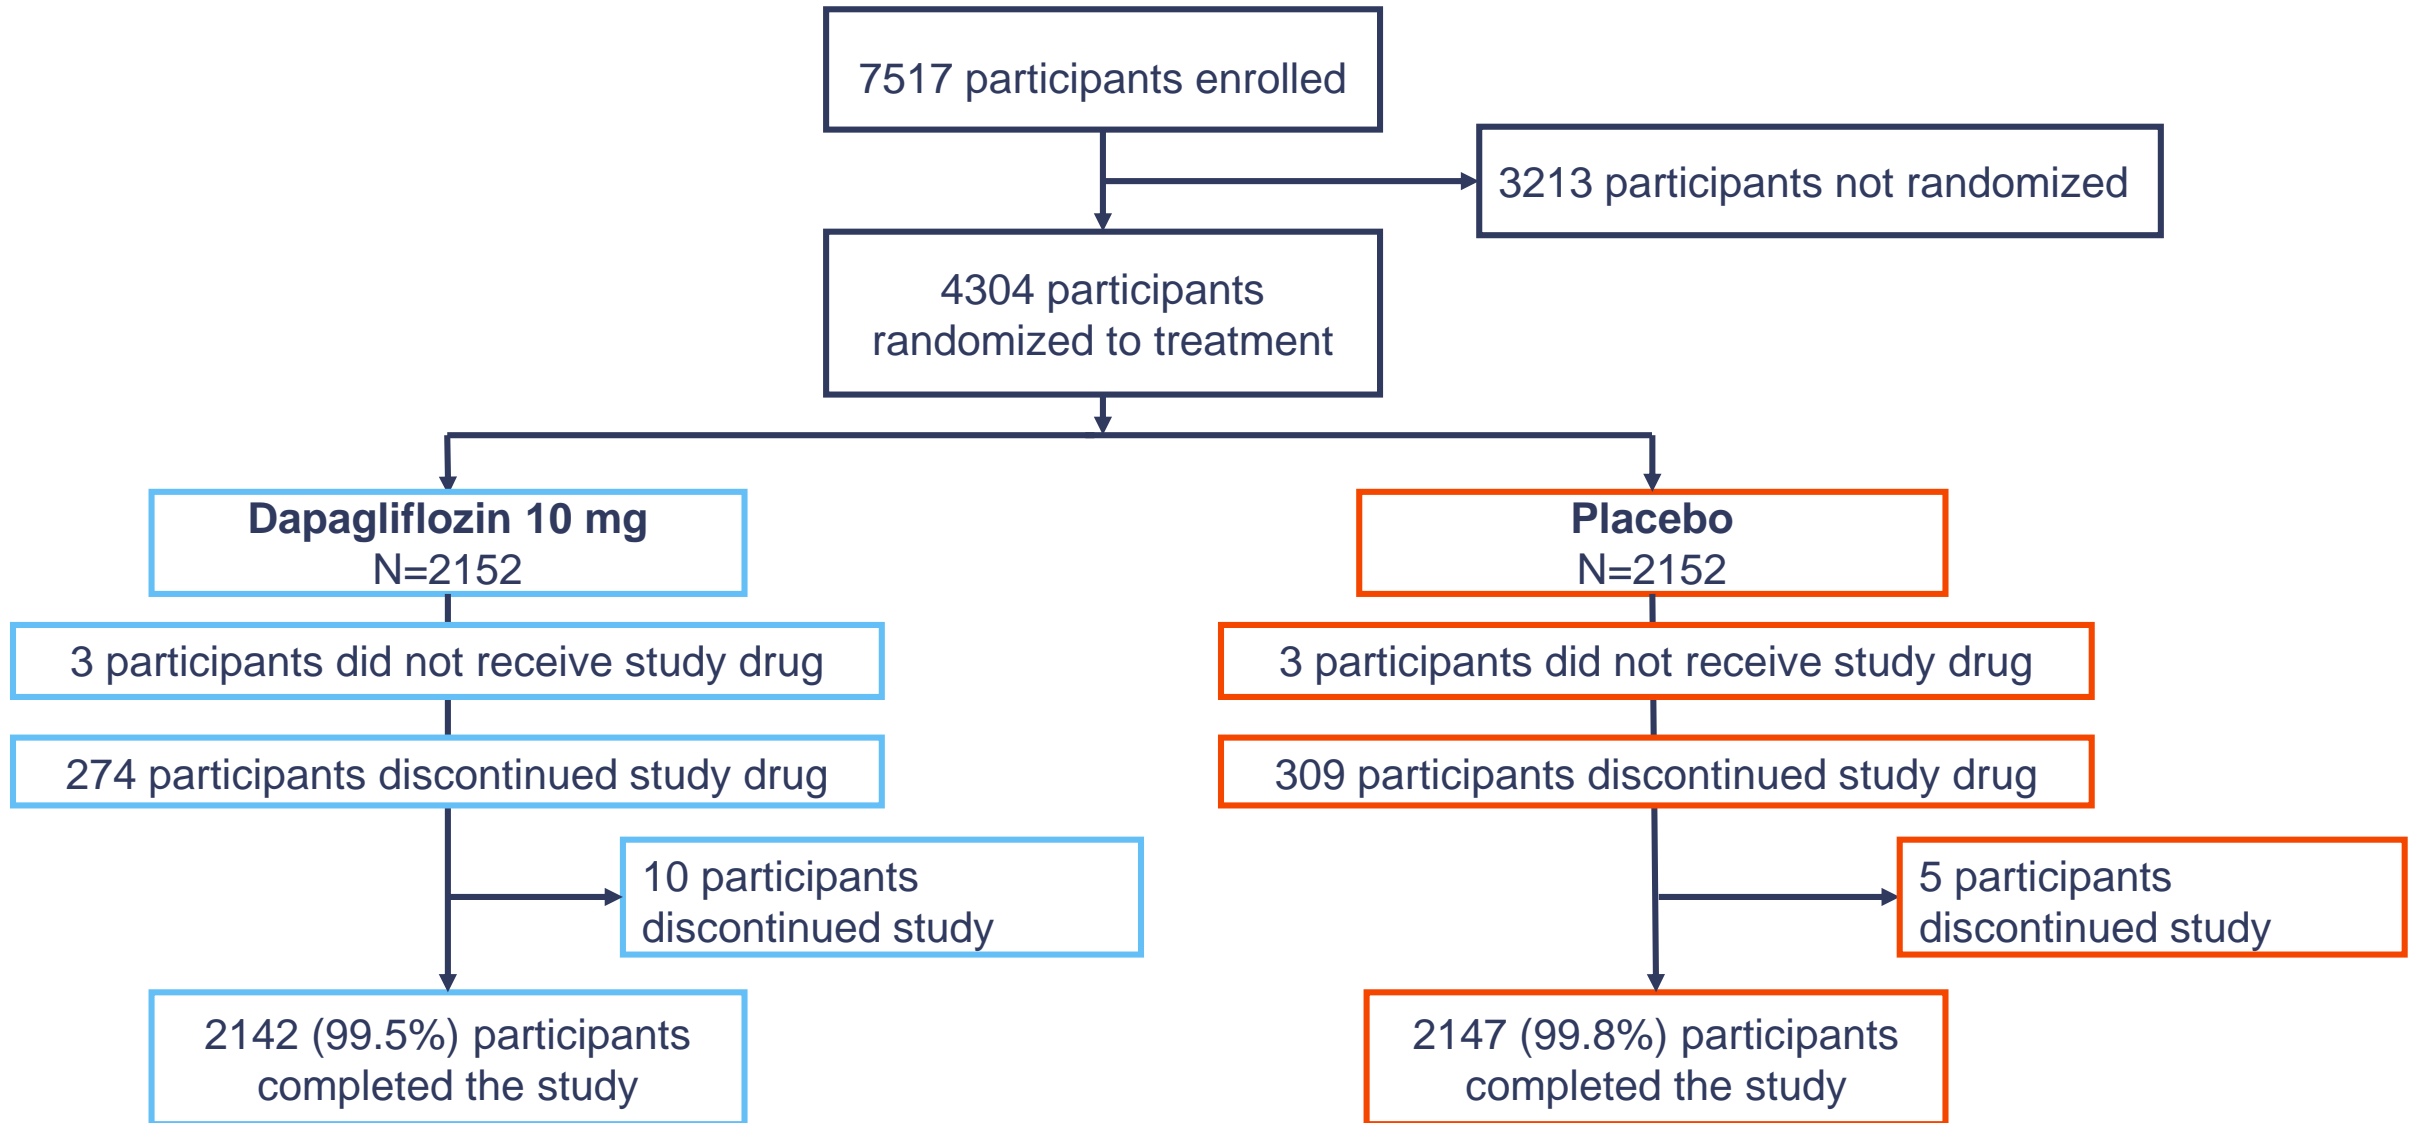 7517 participants enrolled
3213 participants not randomized
4304 participants
randomized to treatment
Dapagliflozin 10 mg
N=2152
3 participants did not receive study drug
274 participants discontinued study drug
10 participants
discontinued study
2142 (99.5%) participants
completed the study
Placebo
N=2152
3 participants did not receive study drug
309 participants discontinued study drug
5 participants
discontinued study
2147 (99.8%) participants
completed the study